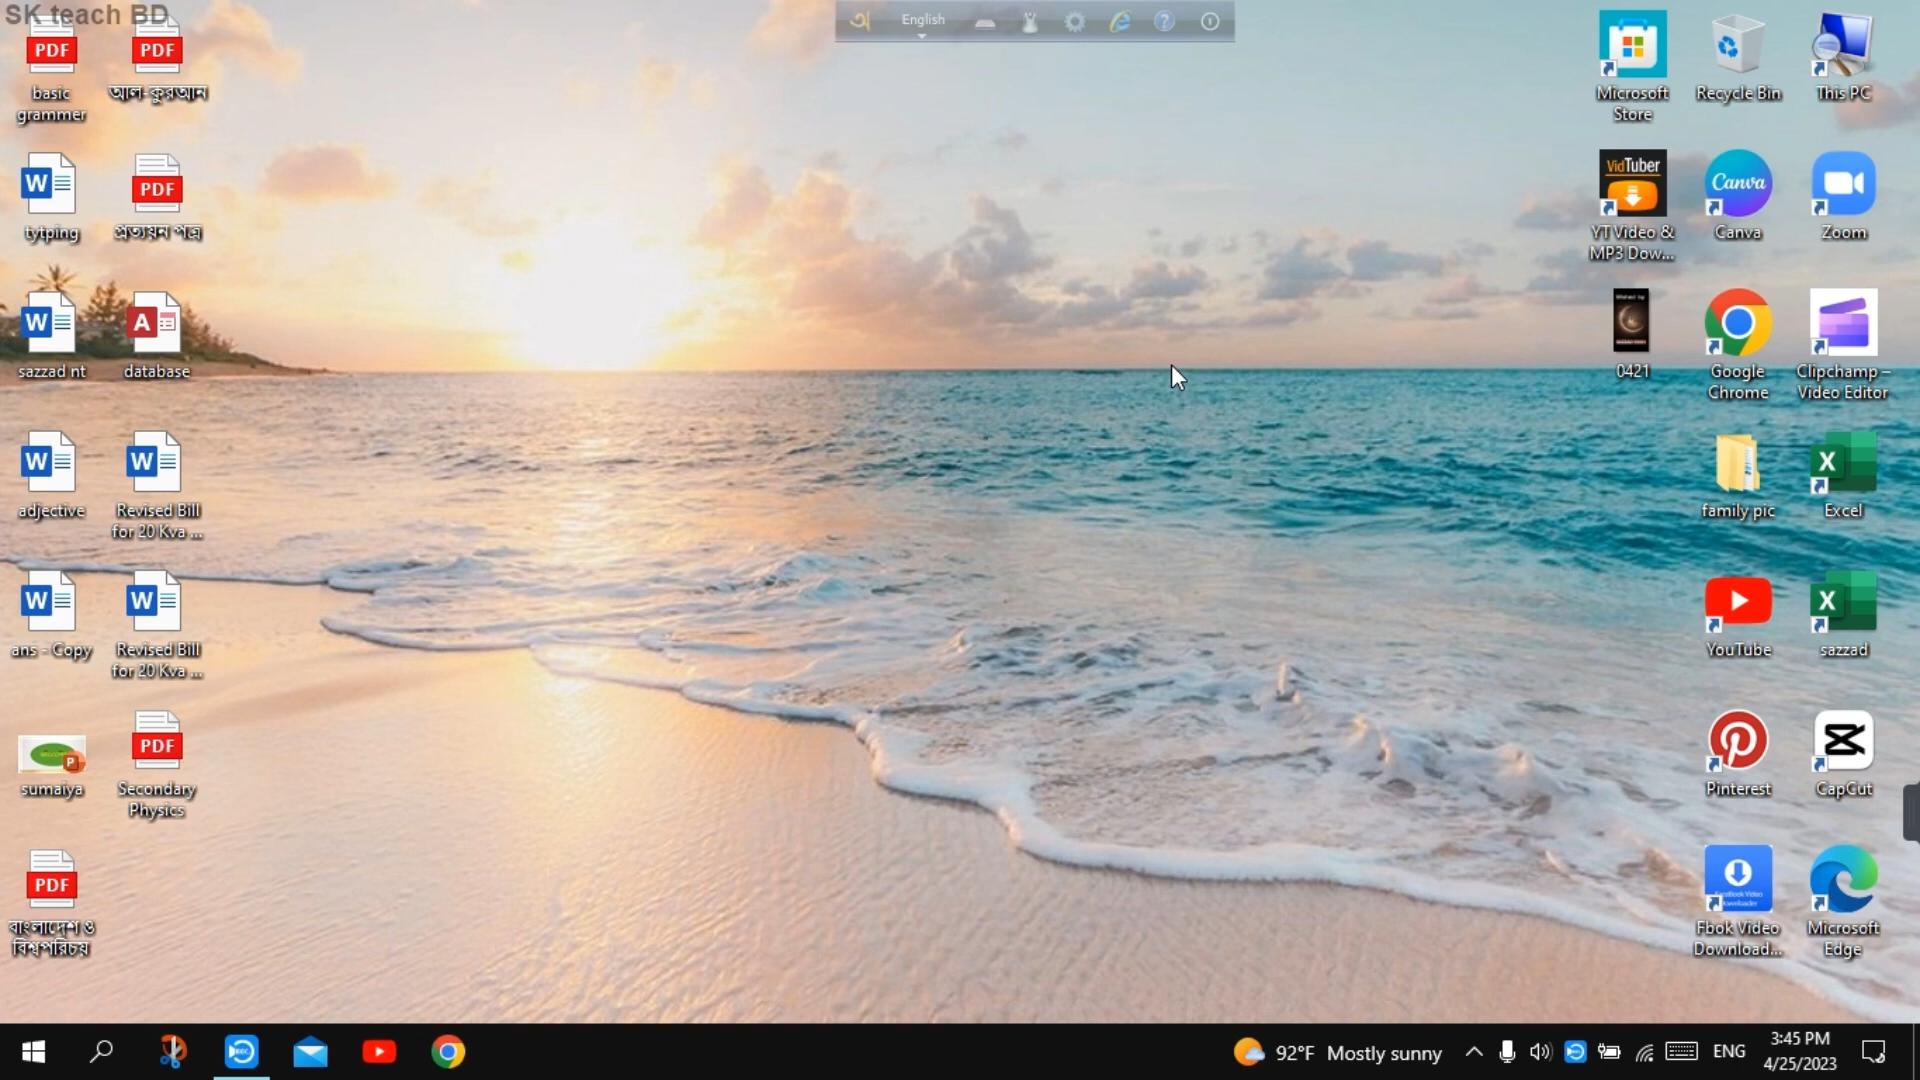 SK teach BD
English
PDF
basic
grammer
PDF
আল-কুরআন
W
tytping
PDF
প্রত্যয়ন পত্র
W
sazzad nt
A
database
W
adjective
W
Revised Bill
for 20 Kva ...
W
ans - Copy
W
Revised Bill
for 20 Kva ...
P
sumaiya
PDF
Secondary
Physics
PDF
বাংলাদেশ ও
বিশ্বপরিচয়
Microsoft
Store
Recycle Bin
This PC
VidTuber
YT Video &
MP3 Dow...
Canva
Canva
Zoom
0421
Google
Chrome
Clipchamp –
Video Editor
family pic
X
Excel
YouTube
X
sazzad
Pinterest
CapCut
Fbok Video
Download...
Microsoft
Edge
REC
92°F Mostly sunny
ENG
3:45 PM
4/25/2023